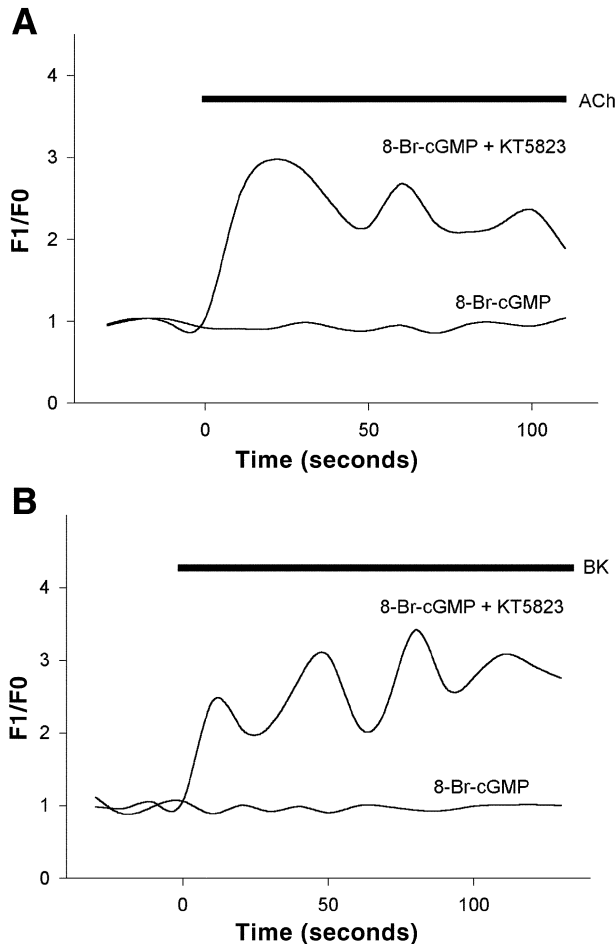 A
4
ACh
8-Br-cGMP + KT5823
3
F1/F0
2
8-Br-cGMP
1
0
0 50 100
Time (seconds)
B
BK
4
8-Br-cGMP + KT5823
3
F1/F0
2
8-Br-cGMP
1
0
0 50 100
Time (seconds)